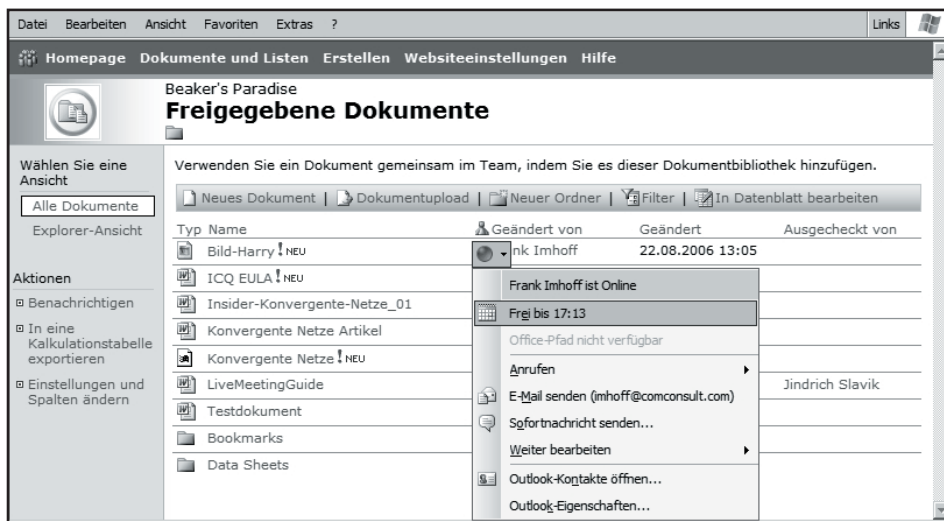 Datei Bearbeiten Ansicht Favoriten Extras ? Links
Homepage Dokumente und Listen Erstellen Websiteeinstellungen Hilfe
Beaker's Paradise
Freigegebene Dokumente
Wählen Sie eine
Ansicht
Alle Dokumente
Explorer-Ansicht
Aktionen
Benachrichtigen
In eine
Kalkulationstabelle
exportieren
Einstellungen und
Spalten ändern
Verwenden Sie ein Dokument gemeinsam im Team, indem Sie es dieser Dokumentbibliothek hinzufügen.
Neues Dokument | Dokumentupload | Neuer Ordner | Filter | In Datenblatt bearbeiten
Typ Name Geändert von Geändert Ausgecheckt von
Bild-Harry ! NEU nk Imhoff 22.08.2006 13:05
ICQ EULA ! NEU
Insider-Konvergente-Netze_01
Konvergente Netze Artikel
Konvergente Netze ! NEU
LiveMeetingGuide Jindrich Slavik
Testdokument
Bookmarks
Data Sheets
Frank Imhoff ist Online
Frei bis 17:13
Office-Pfad nicht verfügbar
Anrufen
E-Mail senden (imhoff@comconsult.com)
Sofortnachricht senden...
Weiter bearbeiten
Outlook-Kontakte öffnen...
Outlook-Eigenschaften...